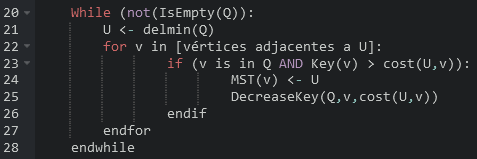 20 While (not(IsEmpty(Q)):
21 U <- delmin(Q)
22 for v in [vértices adjacentes a U]:
23 if (v is in Q AND Key(v) > cost(U,v)):
24 MST(v) <- U
25 DecreaseKey(Q,v,cost(U,v))
26 endif
27 endfor
28 endwhile